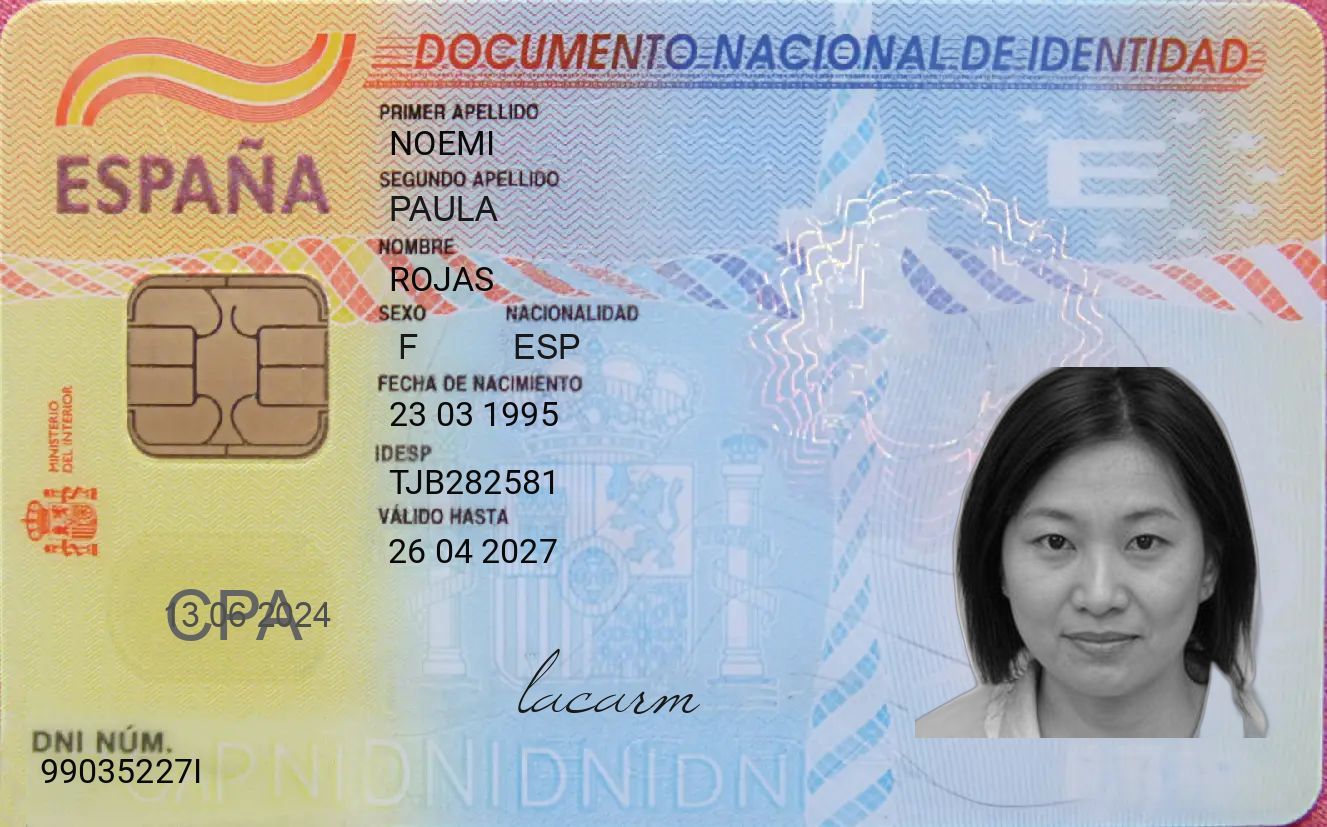 DOCUMENTO NACIONAL DE IDENTIDAD
ESPAÑA
PRIMER APELLIDO
NOEMI
SEGUNDO APELLIDO
PAULA
NOMBRE
ROJAS
SEXO NACIONALIDAD
F ESP
FECHA DE NACIMIENTO
23 03 1995
IDESP
TJB282581
VÁLIDO HASTA
26 04 2027
MINISTERIO
DEL INTERIOR
E
CPA
13 06 2024
lacarm
DNI NÚM.
99035227I